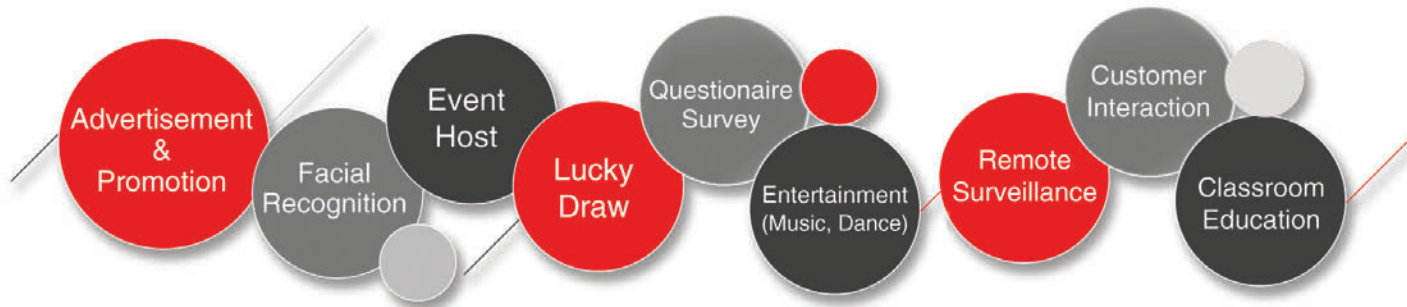 Advertisement
&
Promotion
Facial
Recognition
Event
Host
Lucky
Draw
Questionaire
Survey
Entertainment
(Music, Dance)
Remote
Surveillance
Customer
Interaction
Classroom
Education